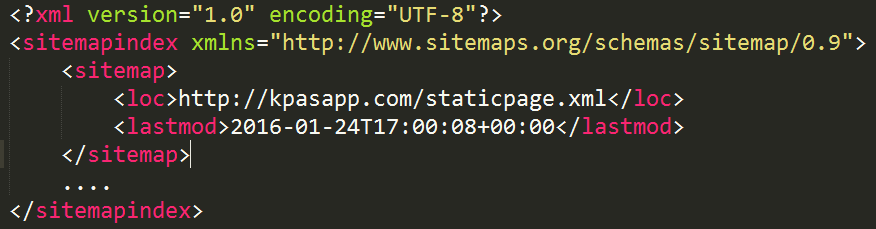 <?xml version="1.0" encoding="UTF-8"?>
<sitemapindex xmlns="http://www.sitemaps.org/schemas/sitemap/0.9">
    <sitemap>
        <loc>http://kpasapp.com/staticpage.xml</loc>
        <lastmod>2016-01-24T17:00:08+00:00</lastmod>
    </sitemap>
    ....
</sitemapindex>